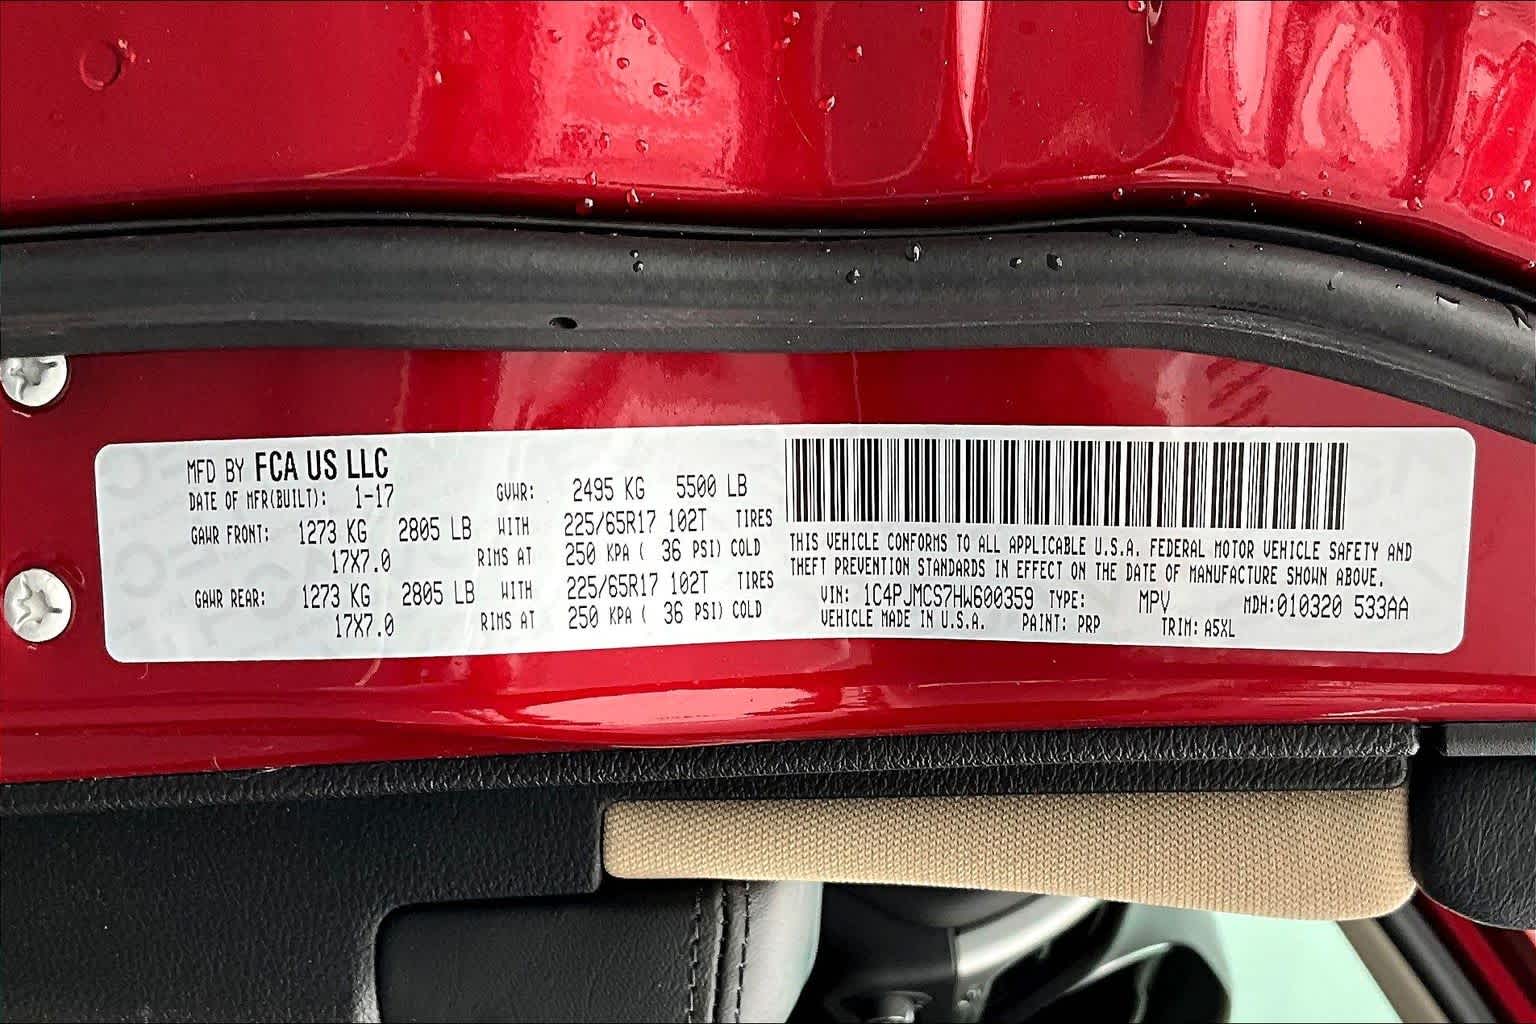 MFD BY FCA US LLC
DATE OF MFR(BUILT): 1-17 GVWR: 2495 KG 5500 LB
GAWR FRONT: 1273 KG 2805 LB WITH 225/65R17 102T TIRES
17X7.0 RIMS AT 250 KPA ( 36 PSI) COLD
GAWR REAR: 1273 KG 2805 LB WITH 225/65R17 102T TIRES
17X7.0 RIMS AT 250 KPA ( 36 PSI) COLD
THIS VEHICLE CONFORMS TO ALL APPLICABLE U.S.A. FEDERAL MOTOR VEHICLE SAFETY AND
THEFT PREVENTION STANDARDS IN EFFECT ON THE DATE OF MANUFACTURE SHOWN ABOVE.
VIN: 1C4PJMCS7HW600359 TYPE: MPV MDH:010320 533AA
VEHICLE MADE IN U.S.A. PAINT: PRP TRIM: A5XL